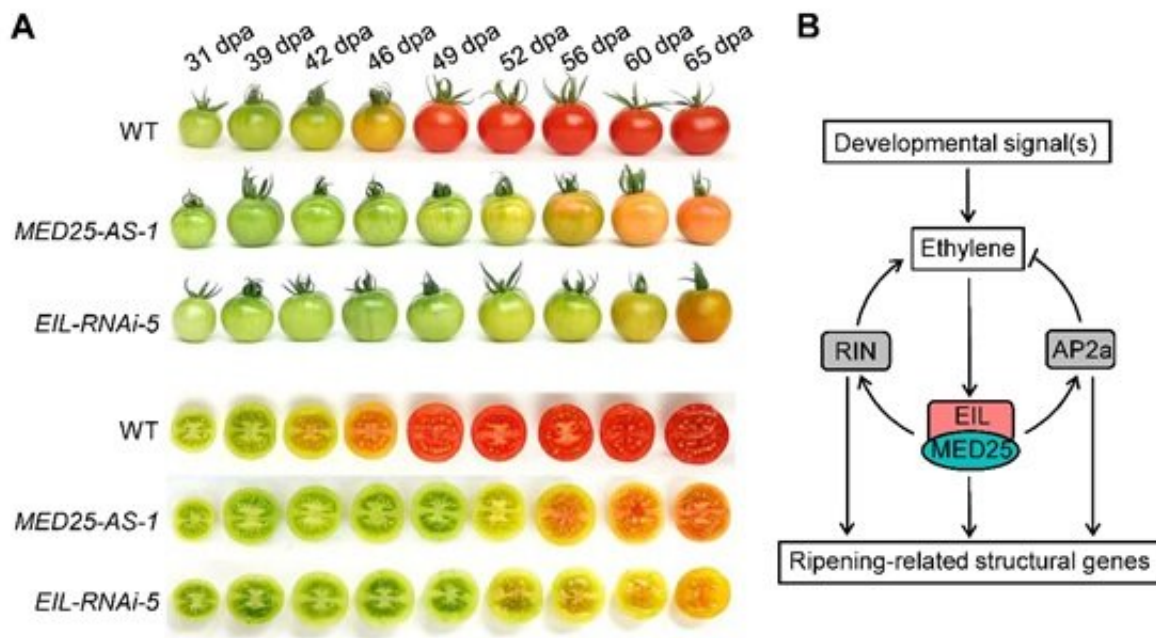 A
31 dpa 39 dpa 42 dpa 46 dpa 49 dpa 52 dpa 56 dpa 60 dpa 65 dpa
WT
MED25-AS-1
EIL-RNAi-5
WT
MED25-AS-1
EIL-RNAi-5
B
Developmental signal(s)
Ethylene
RIN
AP2a
EIL
MED25
Ripening-related structural genes